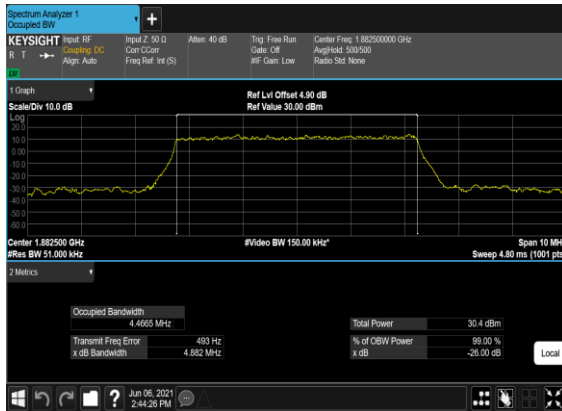 Spectrum Analyzer 1
Occupied BW
+
KEYSIGHT
R T
LXI
Input: RF
Coupling: DC
Align: Auto
Input Z: 50 Ω
Corr CCorr
Freq Ref: Int (S)
Atten: 40 dB
Trig: Free Run
Gate: Off
#IF Gain: Low
Center Freq: 1.882500000 GHz
Avg|Hold: 500/500
Radio Std: None
1 Graph
Scale/Div 10.0 dB
Ref Lvl Offset 4.90 dB
Ref Value 30.00 dBm
Log
20.0
10.0
0.00
-10.0
-20.0
-30.0
-40.0
-50.0
-60.0
Center 1.882500 GHz
#Res BW 51.000 kHz
#Video BW 150.00 kHz*
Span 10 MH
Sweep 4.80 ms (1001 pts
2 Metrics
Occupied Bandwidth
4.4665 MHz
Transmit Freq Error 493 Hz
x dB Bandwidth 4.882 MHz
Total Power 30.4 dBm
% of OBW Power 99.00 %
x dB -26.00 dB
Local
?
Jun 06, 2021
2:44:26 PM